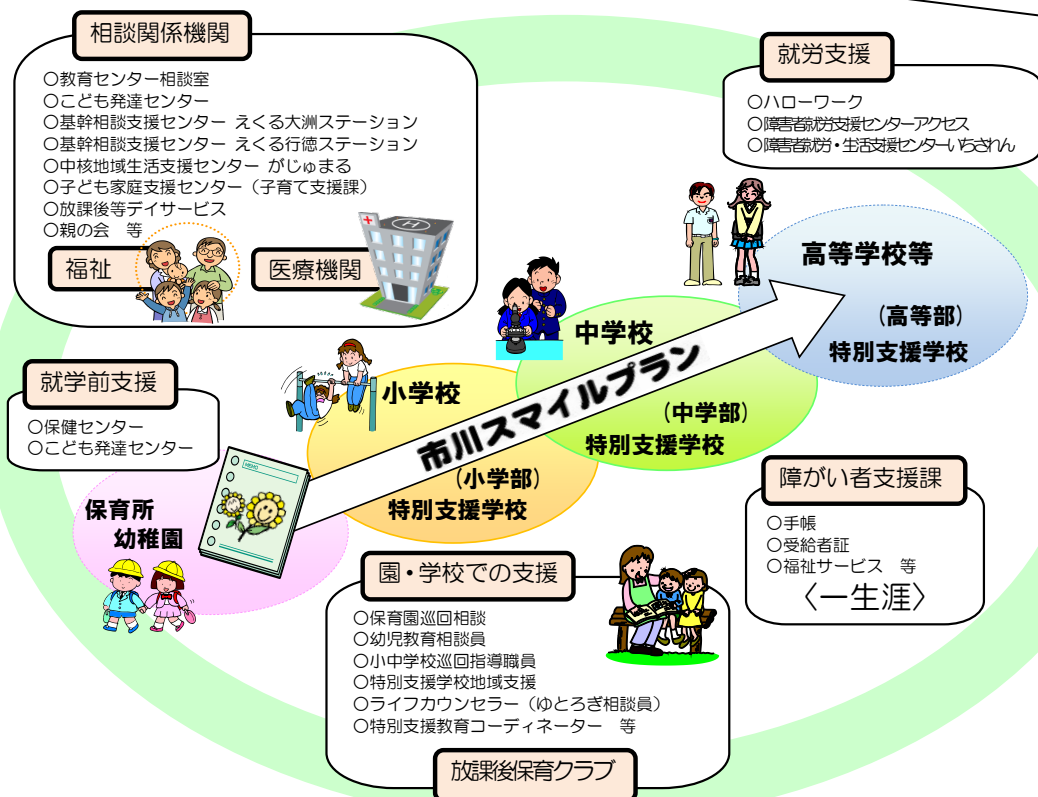 相談関係機関
○教育センター相談室
○こども発達センター
○基幹相談支援センター えくる大洲ステーション
○基幹相談支援センター えくる行徳ステーション
○中核地域生活支援センター がじゅまる
○子ども家庭支援センター（子育て支援課）
○放課後等デイサービス
○親の会　等
福祉
医療機関
就労支援
○ハローワーク
○障害者就労支援センターアクセス
○障害者就労・生活支援センターいちされん
高等学校等
（高等部）
特別支援学校
中学校
（中学部）
特別支援学校
小学校
（小学部）
特別支援学校
市川スマイルプラン
就学前支援
○保健センター
○こども発達センター
MEMO
保育所
幼稚園
障がい者支援課
○手帳
○受給者証
○福祉サービス　等
〈一生涯〉
園・学校での支援
○保育園巡回相談
○幼児教育相談員
○小中学校巡回指導職員
○特別支援学校地域支援
○ライフカウンセラー（ゆとろぎ相談員）
○特別支援教育コーディネーター　等
放課後保育クラブ